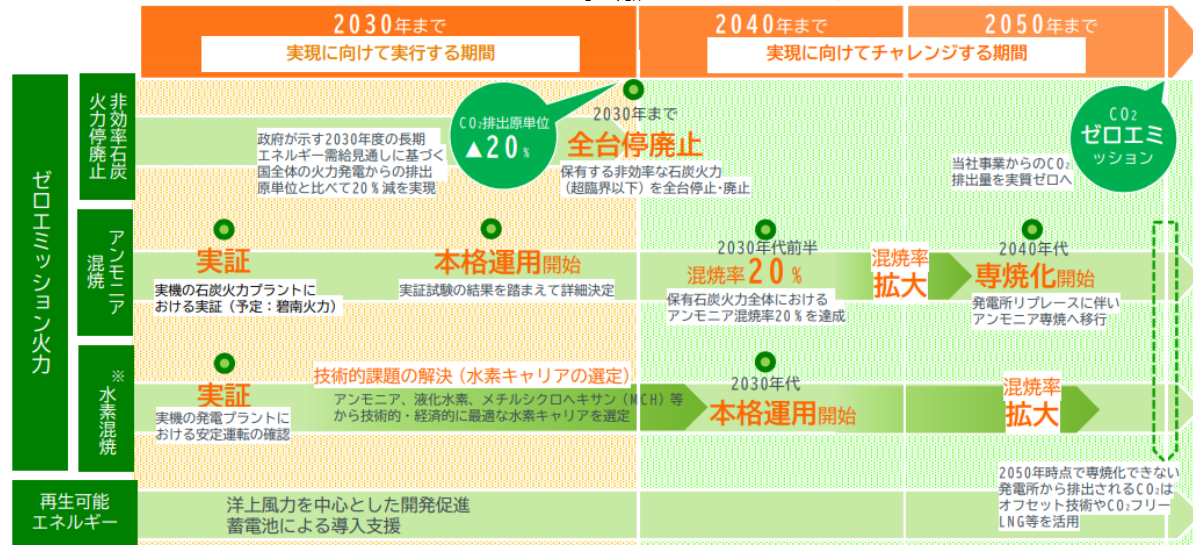 2030年まで
実現に向けて実行する期間
2040年まで
2050年まで
実現に向けてチャレンジする期間
ゼロエミッション火力
非効率石炭
火力停廃止
政府が示す2030年度の長期
エネルギー需給見通しに基づく
国全体の火力発電からの排出
原単位と比べて20%減を実現
CO₂排出原単位
▲20%
2030年まで
全台停廃止
保有する非効率な石炭火力
(超臨界以下)を全台停止・廃止
CO₂
ゼロエミ
ッション
当社事業からのCO₂
排出量を実質ゼロへ
アンモニア
混焼
実証
実機の石炭火力プラントに
おける実証(予定:碧南火力)
本格運用開始
実証試験の結果を踏まえて詳細決定
2030年代前半
混焼率20%
保有石炭火力全体における
アンモニア混焼率20%を達成
混焼率
拡大
2040年代
専焼化開始
発電所リプレースに伴い
アンモニア専焼へ移行
※
水素混焼
実証
実機の発電プラントに
おける安定運転の確認
技術的課題の解決(水素キャリアの選定)
アンモニア、液化水素、メチルシクロヘキサン(MCH)等
から技術的・経済的に最適な水素キャリアを選定
2030年代
本格運用開始
混焼率
拡大
2050年時点で専焼化できない
発電所から排出されるCO₂は
オフセット技術やCO₂フリー
LNG等を活用
再生可能
エネルギー
洋上風力を中心とした開発促進
蓄電池による導入支援